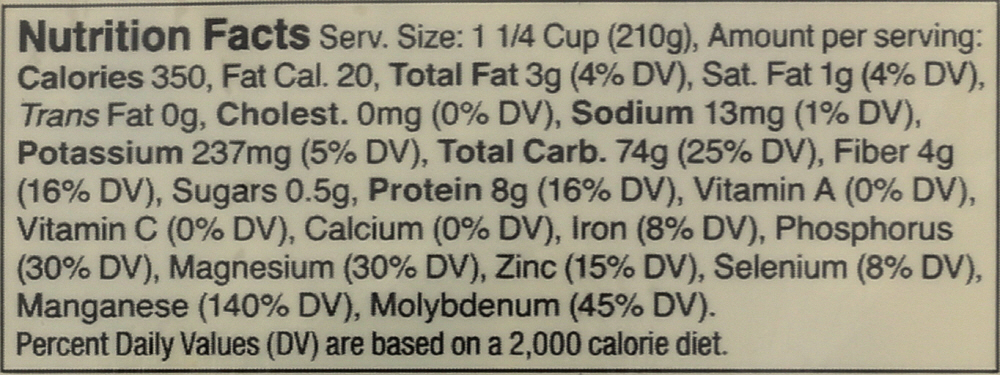 Nutrition Facts Serv. Size: 1 1/4 Cup (210g), Amount per serving:
Calories 350, Fat Cal. 20, Total Fat 3g (4% DV), Sat. Fat 1g (4% DV),
Trans Fat 0g, Cholest. 0mg (0% DV), Sodium 13mg (1% DV),
Potassium 237mg (5% DV), Total Carb. 74g (25% DV), Fiber 4g
(16% DV), Sugars 0.5g, Protein 8g (16% DV), Vitamin A (0% DV),
Vitamin C (0% DV), Calcium (0% DV), Iron (8% DV), Phosphorus
(30% DV), Magnesium (30% DV), Zinc (15% DV), Selenium (8% DV),
Manganese (140% DV), Molybdenum (45% DV).
Percent Daily Values (DV) are based on a 2,000 calorie diet.